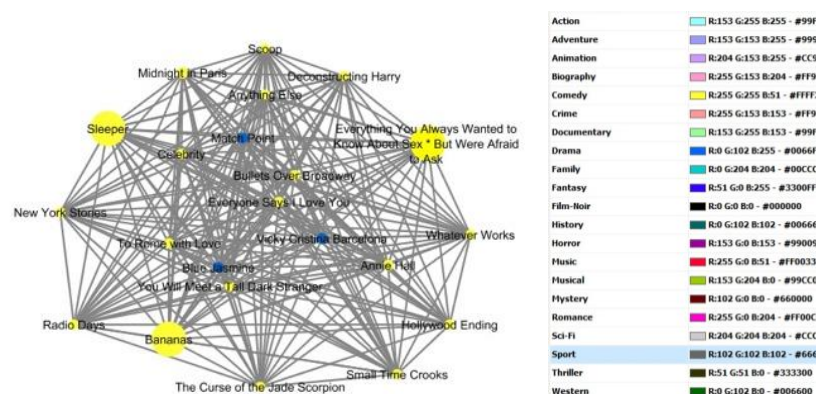 Scoop
Midnight in Paris
Deconstructing Harry
Anything Else
Sleeper
Match Point
Everything You Always Wanted to
Know About Sex * But Were Afraid
to Ask
Celebrity
Bullets Over Broadway
Everyone Says I Love You
New York Stories
To Rome with Love
Vicky Cristina Barcelona
Whatever Works
Blue Jasmine
Annie Hall
You Will Meet a Tall Dark Stranger
Radio Days
Bananas
Hollywood Ending
Small Time Crooks
The Curse of the Jade Scorpion
Action R:153 G:255 B:255 - #99F
Adventure R:153 G:153 B:255 - #999
Animation R:204 G:153 B:255 - #CC9
Biography R:255 G:153 B:204 - #FF9
Comedy R:255 G:255 B:51 - #FFFF
Crime R:255 G:153 B:153 - #FF9
Documentary R:153 G:255 B:153 - #99F
Drama R:0 G:102 B:255 - #0066F
Family R:0 G:204 B:204 - #00CCC
Fantasy R:51 G:0 B:255 - #3300FF
Film-Noir R:0 G:0 B:0 - #000000
History R:0 G:102 B:102 - #00666
Horror R:153 G:0 B:153 - #99009
Music R:255 G:0 B:51 - #FF0033
Musical R:153 G:204 B:0 - #99CC0
Mystery R:102 G:0 B:0 - #660000
Romance R:255 G:0 B:204 - #FF00C
Sci-Fi R:204 G:204 B:204 - #CCC
Sport R:102 G:102 B:102 - #666
Thriller R:51 G:51 B:0 - #333300
Western R:0 G:102 B:0 - #006600